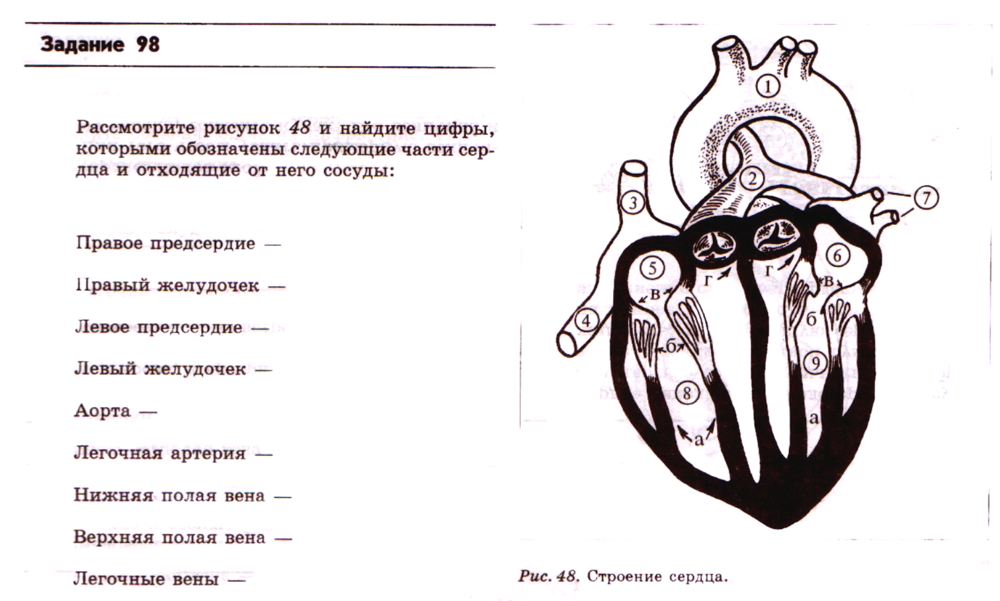 Задание 98
Рассмотрите рисунок 48 и найдите цифры,
которыми обозначены следующие части сер-
дца и отходящие от него сосуды:
Правое предсердие —
Правый желудочек —
Левое предсердие —
Левый желудочек —
Аорта —
Легочная артерия —
Нижняя полая вена —
Верхняя полая вена —
Легочные вены —
1
2
3
7
5
6
г
г
в
в
4
б
б
9
8
а
а
Рис. 48. Строение сердца.